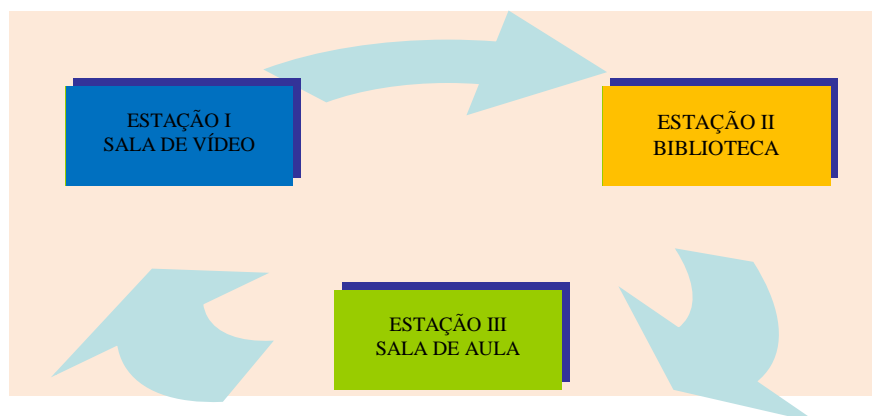 ESTAÇÃO I
SALA DE VÍDEO
ESTAÇÃO II
BIBLIOTECA
ESTAÇÃO III
SALA DE AULA